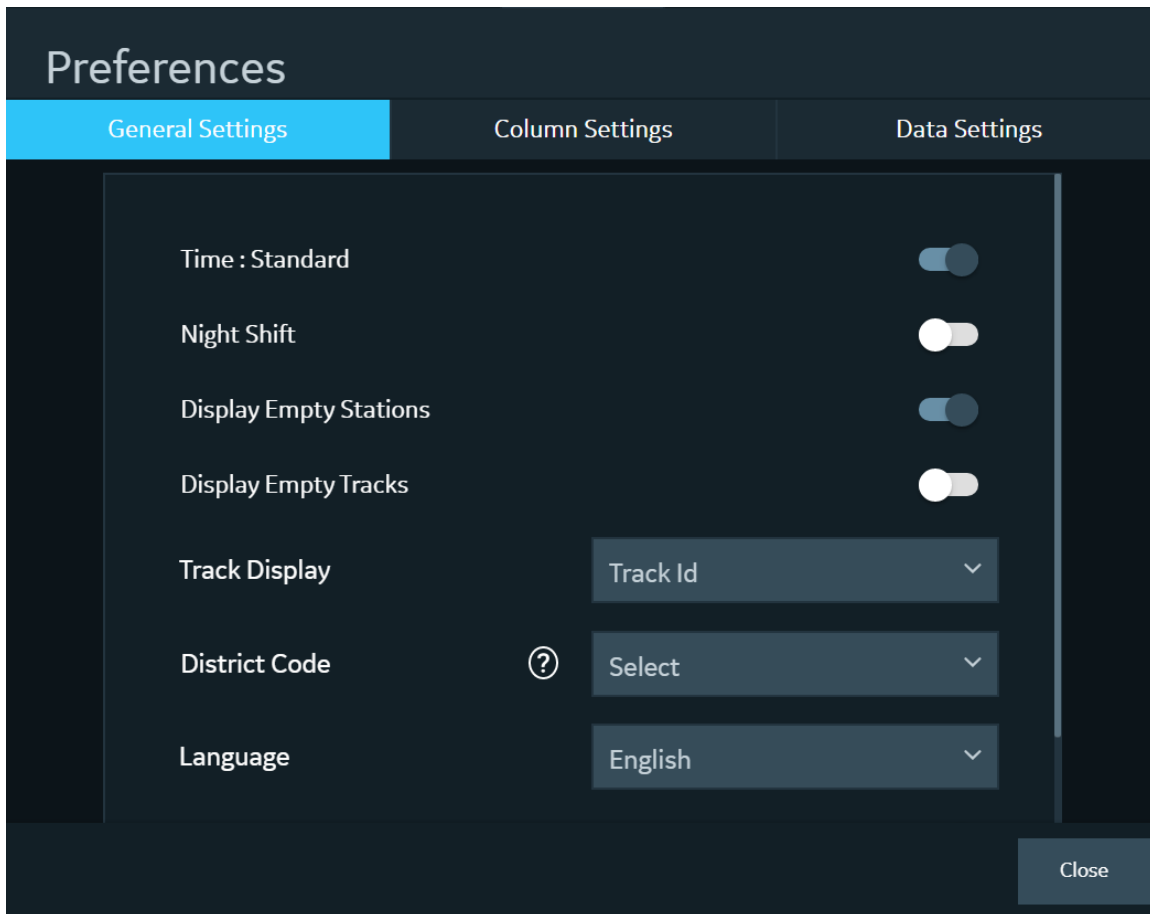 Preferences
General Settings
Column Settings
Data Settings
Time : Standard
Night Shift
Display Empty Stations
Display Empty Tracks
Track Display
Track Id
District Code
?
Select
Language
English
Close